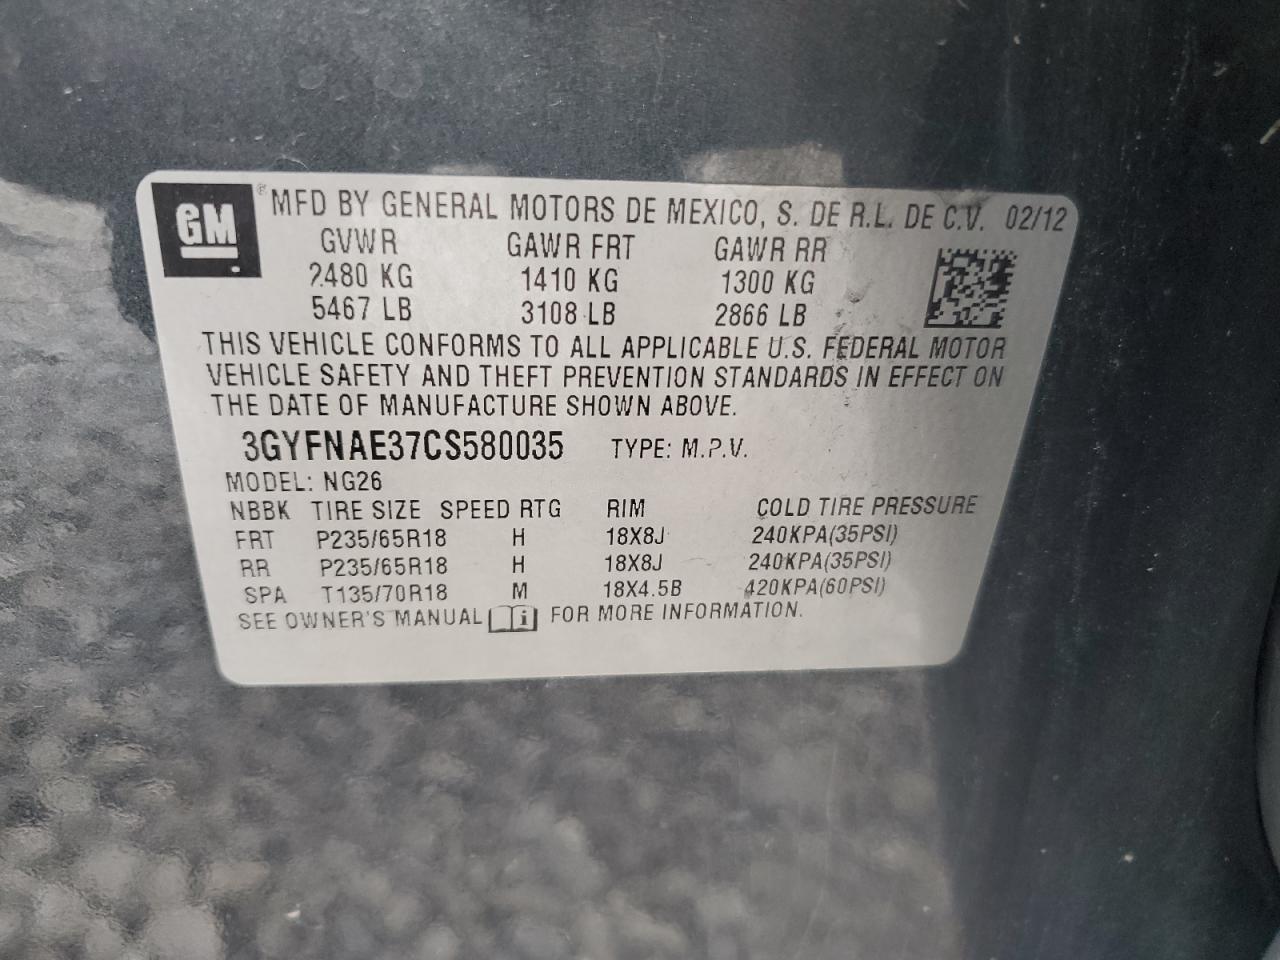 GM ® MFD BY GENERAL MOTORS DE MEXICO, S. DE R.L. DE C.V. 02/12
GVWR GAWR FRT GAWR RR
2480 KG 1410 KG 1300 KG
5467 LB 3108 LB 2866 LB
THIS VEHICLE CONFORMS TO ALL APPLICABLE U.S. FEDERAL MOTOR
VEHICLE SAFETY AND THEFT PREVENTION STANDARDS IN EFFECT ON
THE DATE OF MANUFACTURE SHOWN ABOVE.
3GYFNAE37CS580035 TYPE: M.P.V.
MODEL: NG26
NBBK TIRE SIZE SPEED RTG RIM COLD TIRE PRESSURE
FRT P235/65R18 H 18X8J 240KPA(35PSI)
RR P235/65R18 H 18X8J 240KPA(35PSI)
SPA T135/70R18 M 18X4.5B 420KPA(60PSI)
SEE OWNER'S MANUAL i FOR MORE INFORMATION.